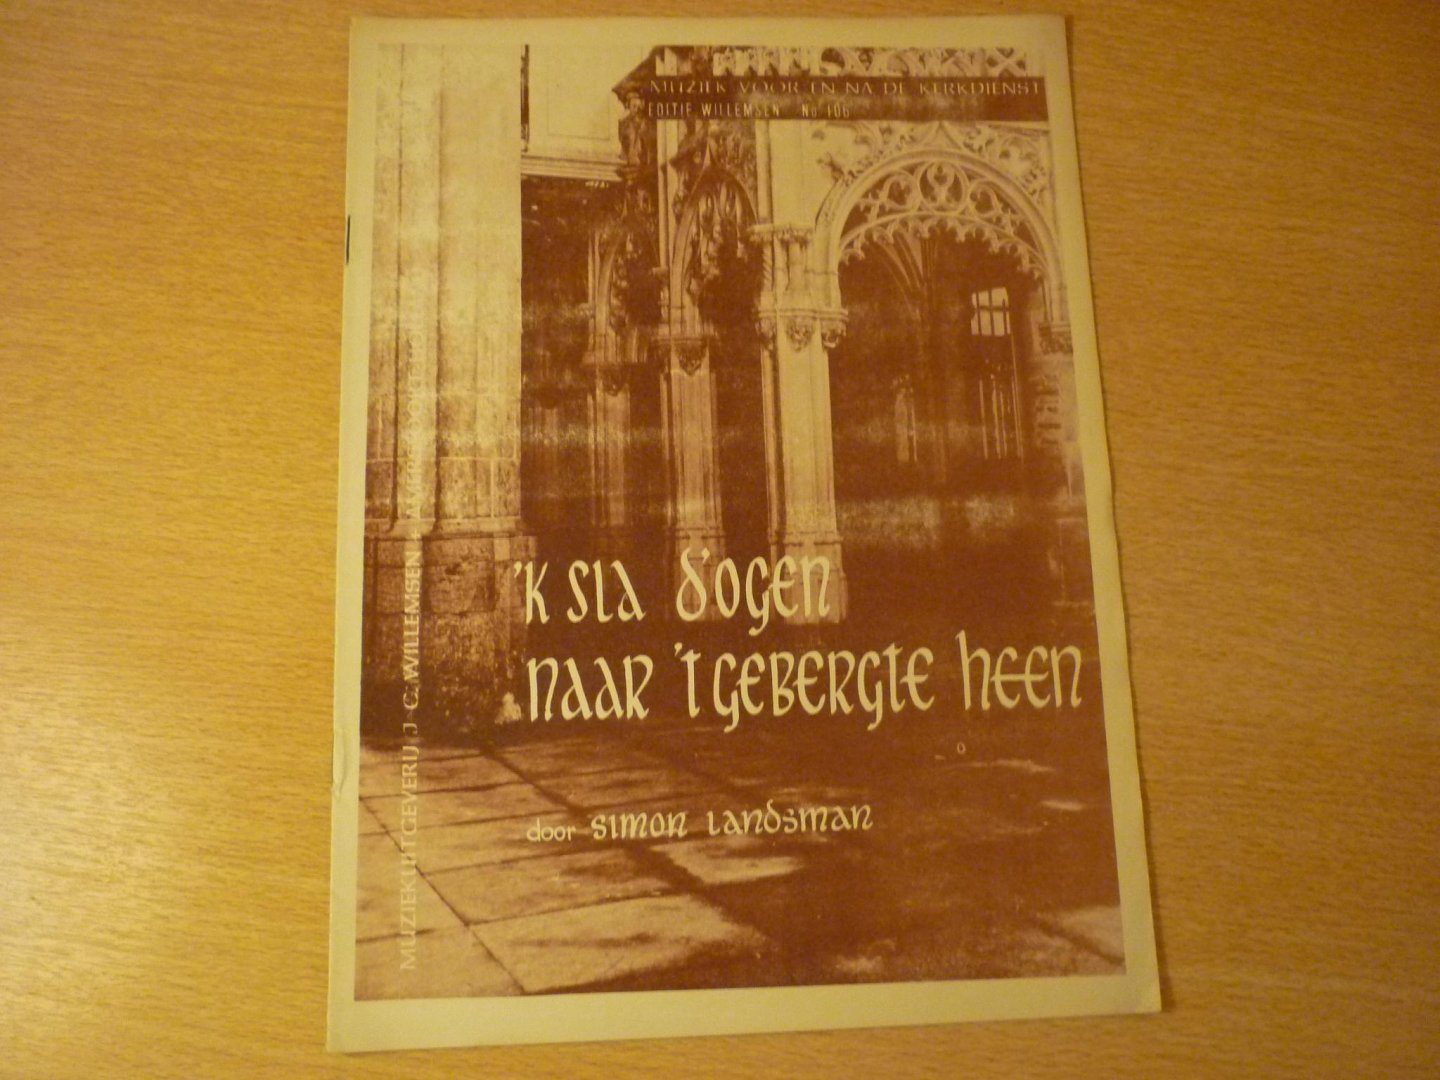 MUZIEK VOOR EN NA DE KERKDIENST
EDITIE WILLEMSEN No 106
'k sla d'ogen
naar 't gebergte heen
door simon landsman
MUZIEKUITGEVERIJ J. C. WILLEMSEN